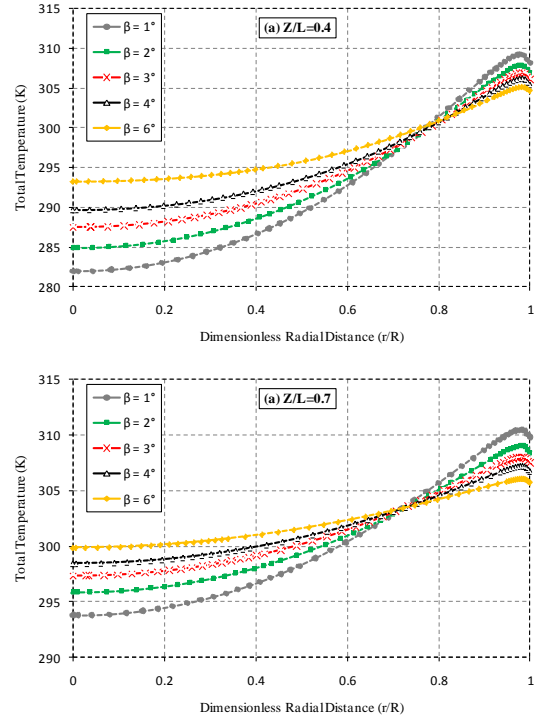 315
310
305
300
295
290
285
280
Total Temperature (K)
(a) Z/L=0.4
β = 1°
β = 2°
β = 3°
β = 4°
β = 6°
0 0.2 0.4 0.6 0.8 1
Dimensionless Radial Distance (r/R)
315
310
305
300
295
290
Total Temperature (K)
(a) Z/L=0.7
β = 1°
β = 2°
β = 3°
β = 4°
β = 6°
0 0.2 0.4 0.6 0.8 1
Dimensionless Radial Distance (r/R)